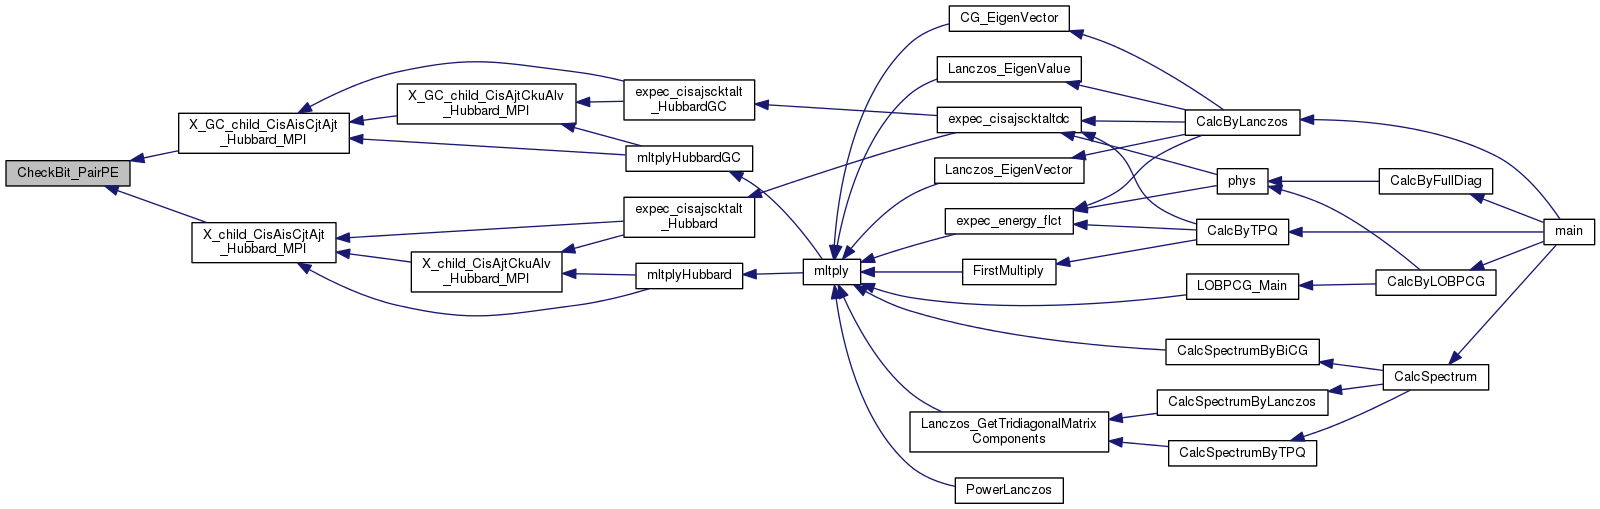 CheckBit_PairPE
X_GC_child_CisAisCjtAjt
_Hubbard_MPI
X_child_CisAisCjtAjt
_Hubbard_MPI
X_GC_child_CisAjtCkuAlv
_Hubbard_MPI
X_child_CisAjtCkuAlv
_Hubbard_MPI
expec_cisajscktalt
_HubbardGC
mltplyHubbardGC
expec_cisajscktalt
_Hubbard
mltplyHubbard
mltply
CG_EigenVector
Lanczos_EigenValue
expec_cisajscktaltdc
Lanczos_EigenVector
expec_energy_flct
FirstMultiply
LOBPCG_Main
CalcSpectrumByBiCG
Lanczos_GetTridiagonalMatrix
Components
PowerLanczos
CalcByLanczos
phys
CalcByTPQ
CalcSpectrumByLanczos
CalcSpectrumByTPQ
CalcByFullDiag
CalcByLOBPCG
CalcSpectrum
main